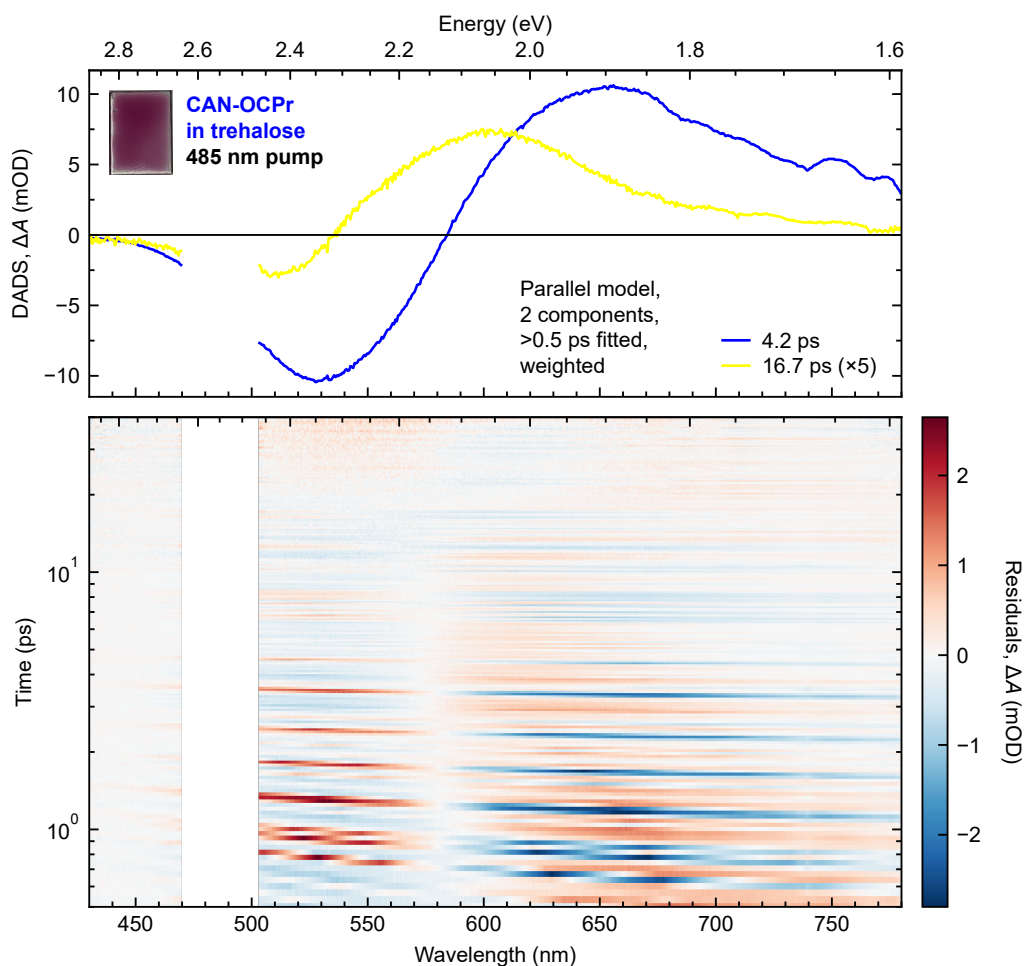 Energy (eV)
2.8 2.6 2.4 2.2 2.0 1.8 1.6
CAN-OCPr
in trehalose
485 nm pump
DADS, ΔA (mOD)
10
5
0
−5
−10
Parallel model,
2 components,
>0.5 ps fitted,
weighted
4.2 ps
16.7 ps (×5)
Time (ps)
10¹
10⁰
450 500 550 600 650 700 750
Wavelength (nm)
2
1
0
−1
−2
Residuals, ΔA (mOD)